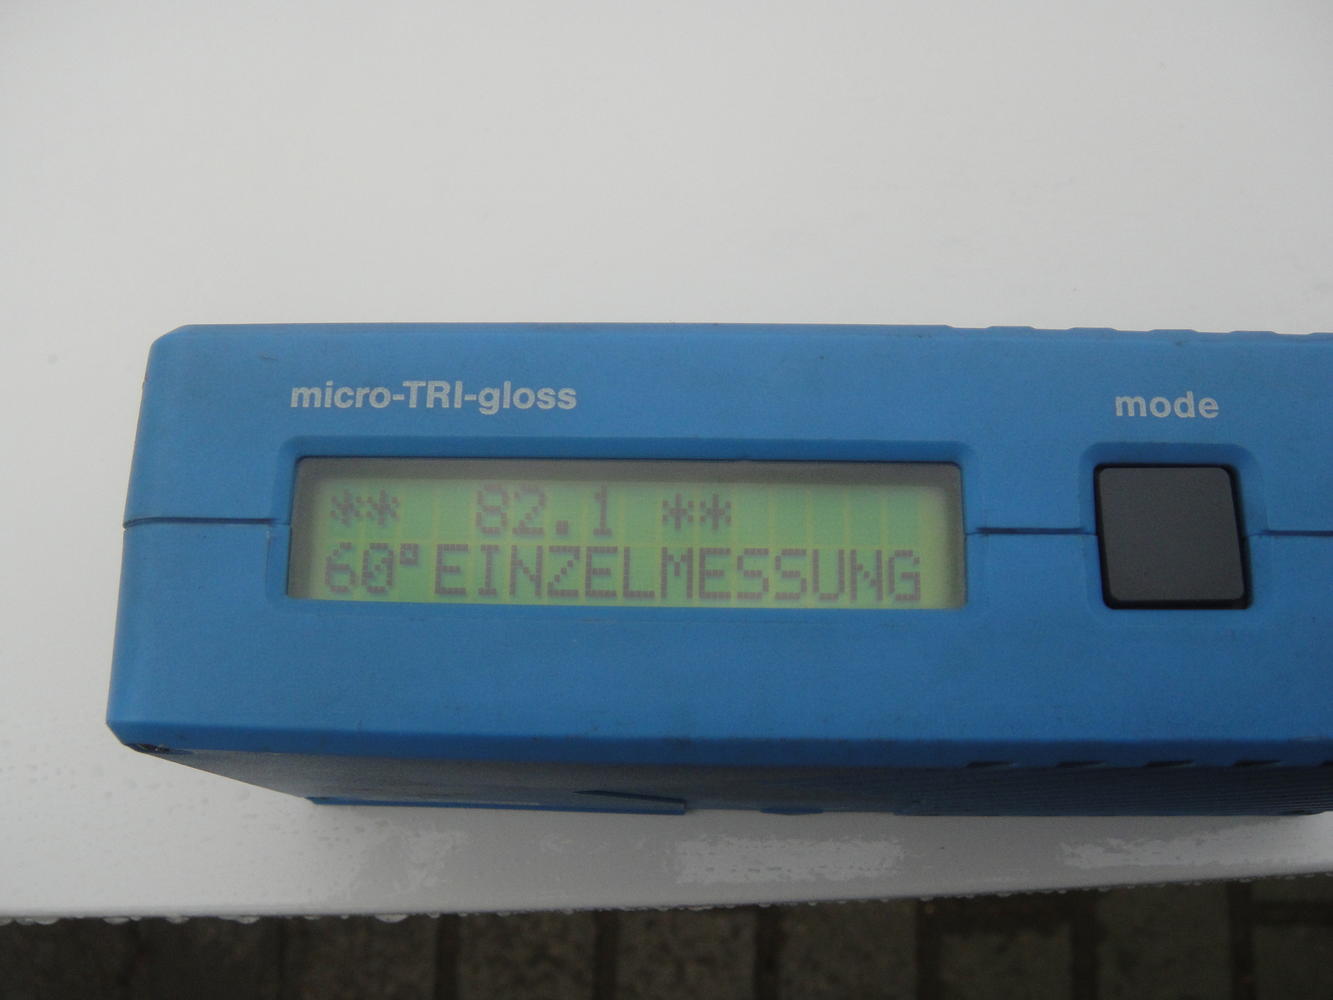 micro-TRI-gloss
mode
** 82.1 **
60°EINZELMESSUNG